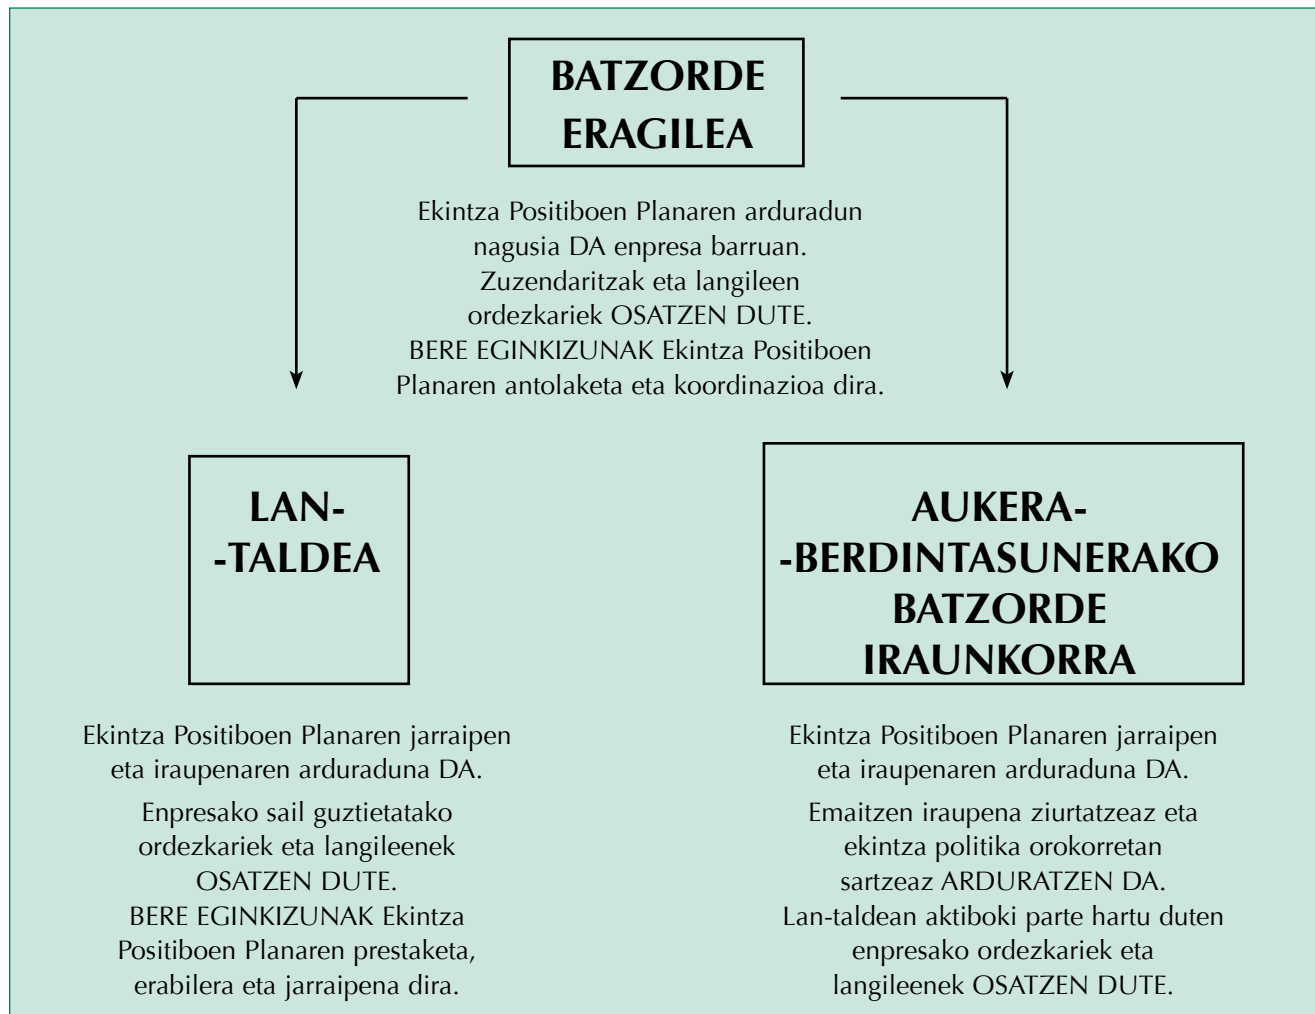 BATZORDE
ERAGILEA
Ekintza Positiboen Planaren arduradun
nagusia DA enpresa barruan.
Zuzendaritzak eta langileen
ordezkariek OSATZEN DUTE.
BERE EGINKIZUNAK Ekintza Positiboen
Planaren antolaketa eta koordinazioa dira.
LAN-
-TALDEA
Ekintza Positiboen Planaren jarraipen
eta iraupenaren arduraduna DA.
Enpresako sail guztietatako
ordezkariek eta langileenek
OSATZEN DUTE.
BERE EGINKIZUNAK Ekintza
Positiboen Planaren prestaketa,
erabilera eta jarraipena dira.
AUKERA-
-BERDINTASUNERAKO
BATZORDE
IRAUNKORRA
Ekintza Positiboen Planaren jarraipen
eta iraupenaren arduraduna DA.
Emaitzen iraupena ziurtatzeaz eta
ekintza politika orokorretan
sartzeaz ARDURATZEN DA.
Lan-taldean aktiboki parte hartu duten
enpresako ordezkariek eta
langileenek OSATZEN DUTE.